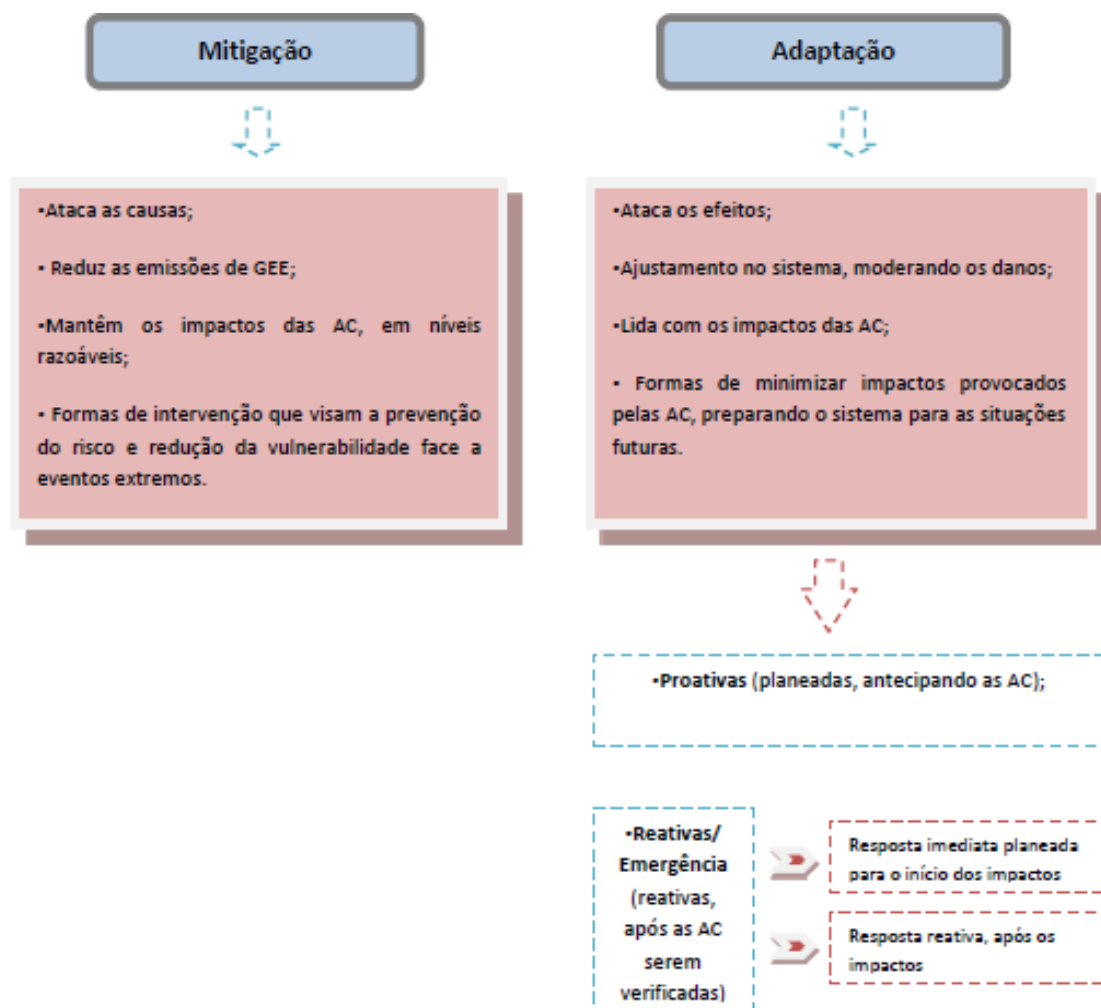 Mitigação
•Ataca as causas;
• Reduz as emissões de GEE;
•Mantêm os impactos das AC, em níveis
razoáveis;
• Formas de intervenção que visam a prevenção
do risco e redução da vulnerabilidade face a
eventos extremos.
Adaptação
•Ataca os efeitos;
•Ajustamento no sistema, moderando os danos;
•Lida com os impactos das AC;
• Formas de minimizar impactos provocados
pelas AC, preparando o sistema para as situações
futuras.
•Proativas (planeadas, antecipando as AC);
•Reativas/
Emergência
(reativas,
após as AC
serem
verificadas)
Resposta imediata planeada
para o início dos impactos
Resposta reativa, após os
impactos